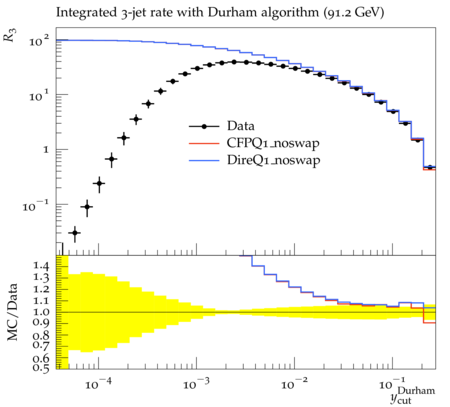 Integrated 3-jet rate with Durham algorithm (91.2 GeV)
R₃
10²
10¹
1
10⁻¹
Data
CFPQ1_noswap
DireQ1_noswap
MC/Data
1.4
1.3
1.2
1.1
1.0
0.9
0.8
0.7
0.6
0.5
10⁻⁴ 10⁻³ 10⁻² 10⁻¹
y_cut^Durham